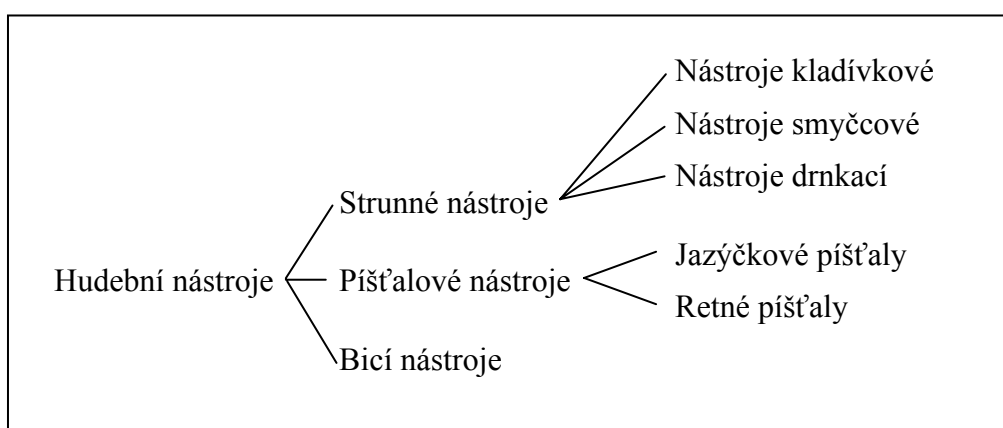 Nástroje kladívkové
Nástroje smyčcové
Nástroje drnkací
Strunné nástroje
Jazýčkové píšťaly
Hudební nástroje
Píšťalové nástroje
Retné píšťaly
Bicí nástroje